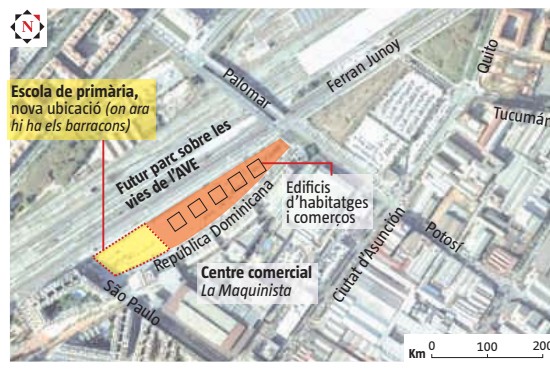 N
Escola de primària,
nova ubicació (on ara
hi ha els barracons)
Palomar
Ferran Junoy
Quito
Tucumán
Futur parc sobre les
vies de l'AVE
Edificis
d'habitatges
i comerços
República Dominicana
Centre comercial
La Maquinista
São Paulo
Ciutat d'Asunción
Potosí
Km 0 100 200